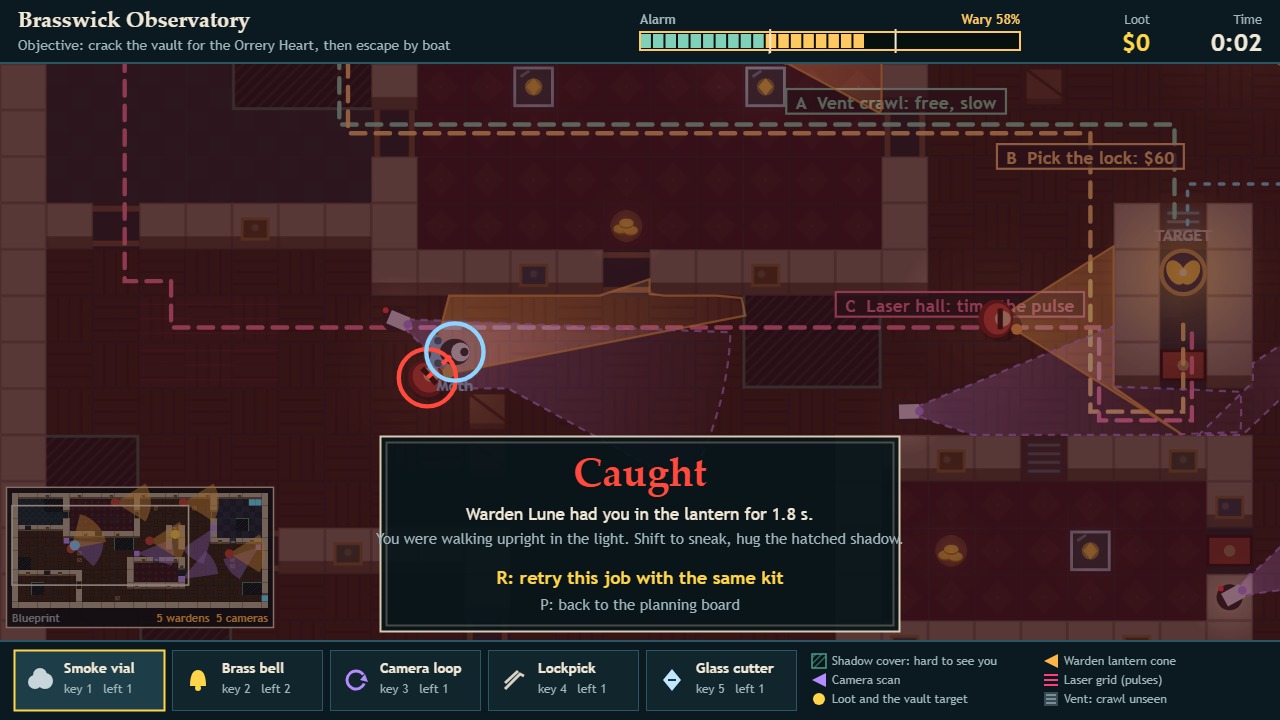 Brasswick Observatory
Objective: crack the vault for the Orrery Heart, then escape by boat
Alarm
Wary 58%
Loot
$0
Time
0:02
A Vent crawl: free, slow
B Pick the lock: $60
TARGET
C Laser hall: time the pulse
Moth
Caught
Warden Lune had you in the lantern for 1.8 s.
You were walking upright in the light. Shift to sneak, hug the hatched shadow.
R: retry this job with the same kit
P: back to the planning board
Blueprint
5 wardens 5 cameras
Smoke vial
key 1 left 1
Brass bell
key 2 left 2
Camera loop
key 3 left 1
Lockpick
key 4 left 1
Glass cutter
key 5 left 1
Shadow cover: hard to see you
Camera scan
Loot and the vault target
Warden lantern cone
Laser grid (pulses)
Vent: crawl unseen